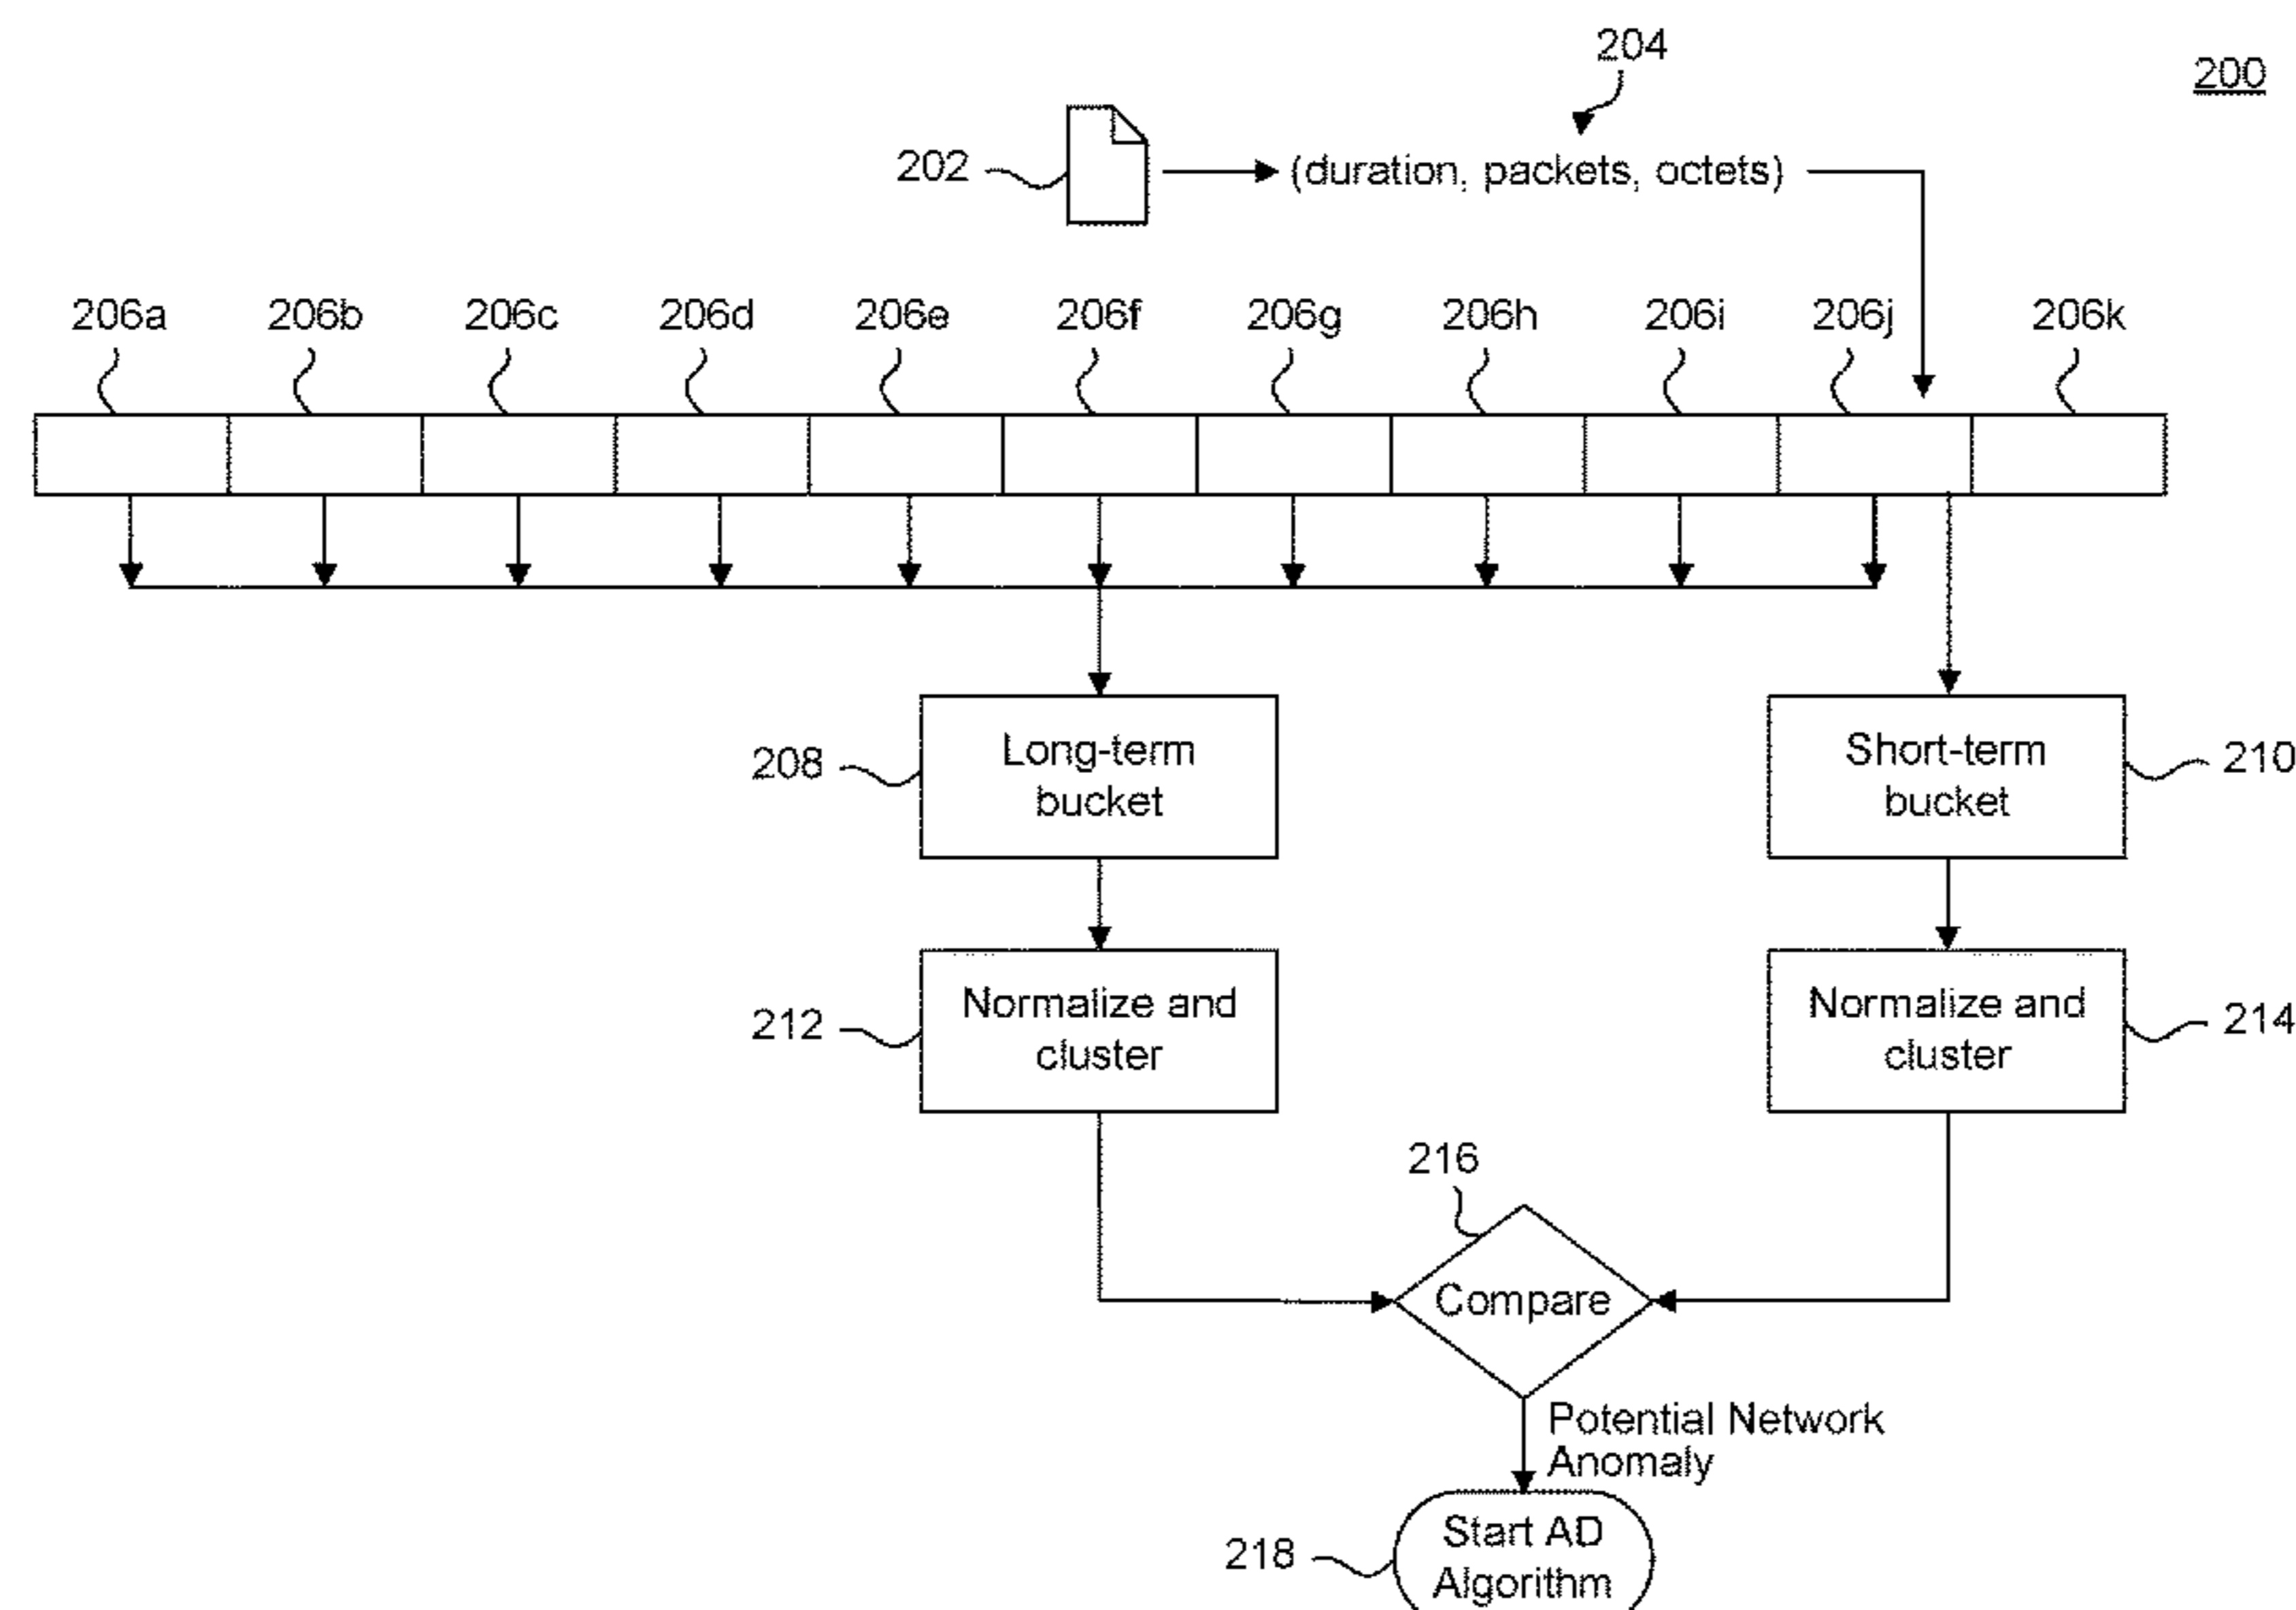 204
200
202
(duration, packets, octets)
206a 206b 206c 206d 206e 206f 206g 206h 206i 206j 206k
208
Long-term
bucket
Short-term
bucket
210
212
Normalize and
cluster
Normalize and
cluster
214
216
Compare
Potential Network
Anomaly
218
Start AD
Algorithm